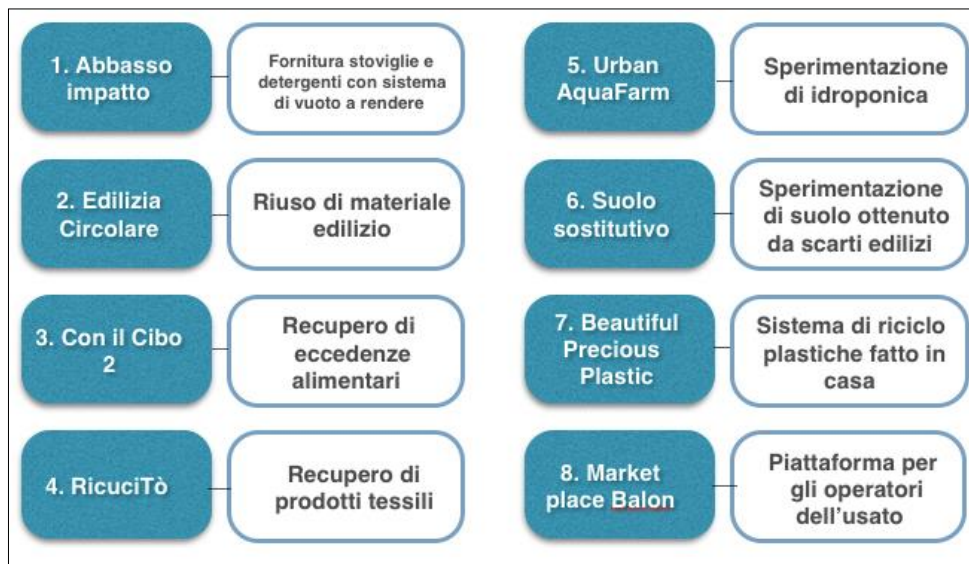 1. Abbasso
impatto
Fornitura stoviglie e
detergenti con sistema
di vuoto a rendere
2. Edilizia
Circolare
Riuso di materiale
edilizio
3. Con il Cibo
2
Recupero di
eccedenze
alimentari
4. RicuciTò
Recupero di
prodotti tessili
5. Urban
AquaFarm
Sperimentazione
di idroponica
6. Suolo
sostitutivo
Sperimentazione
di suolo ottenuto
da scarti edilizi
7. Beautiful
Precious
Plastic
Sistema di riciclo
plastiche fatto in
casa
8. Market
place Balon
Piattaforma per
gli operatori
dell'usato